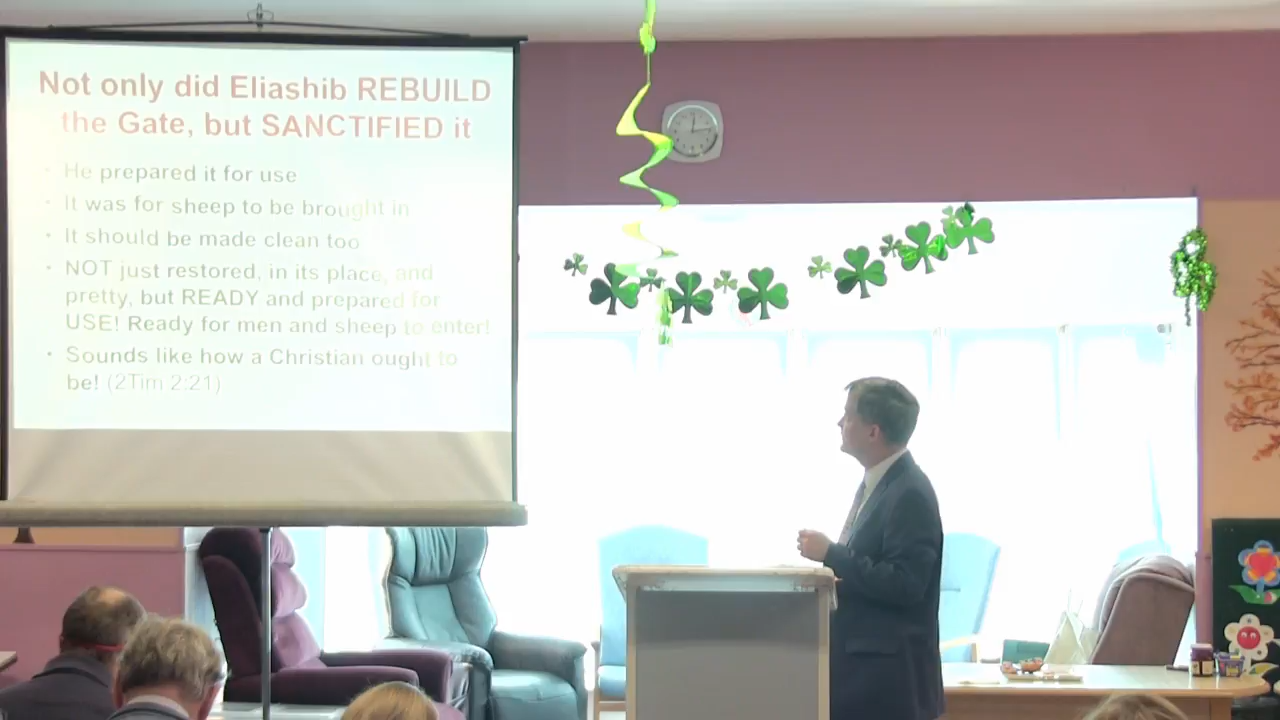 Not only did Eliashib REBUILD
the Gate, but SANCTIFIED it
• He prepared it for use
• It was for sheep to be brought in
• It should be made clean too
• NOT just restored, in its place, and
pretty, but READY and prepared for
USE! Ready for men and sheep to enter!
• Sounds like how a Christian ought to
be! (2Tim 2:21)